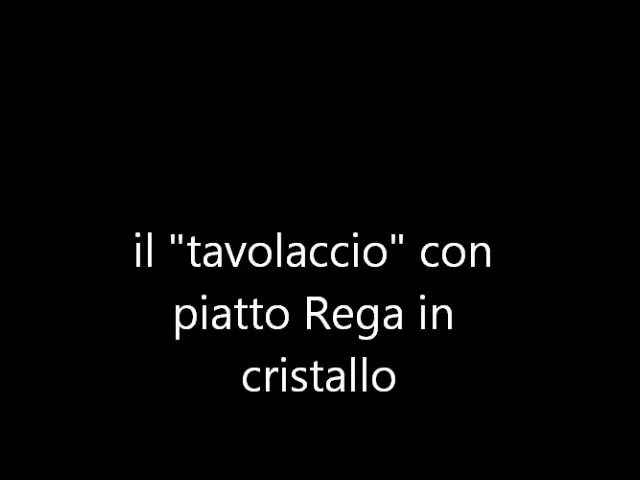 il "tavolaccio" con
piatto Rega in
cristallo